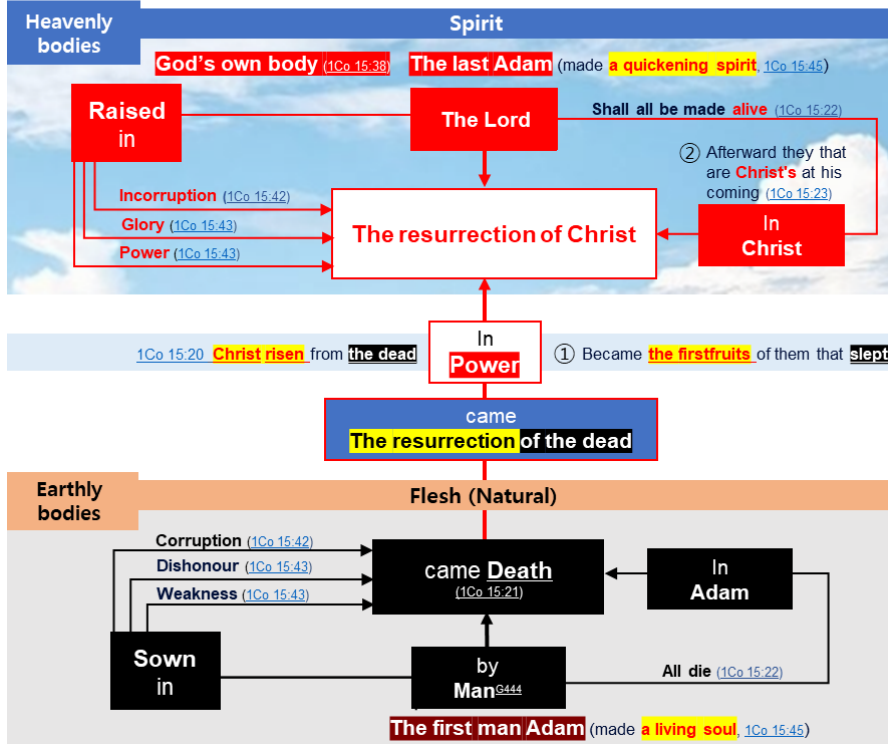 Heavenly
bodies
Spirit
God's own body (1Co 15:38)
The last Adam (made a quickening spirit, 1Co 15:45)
Raised
in
The Lord
Shall all be made alive (1Co 15:22)
② Afterward they that
are Christ's at his
coming (1Co 15:23)
Incorruption (1Co 15:42)
Glory (1Co 15:43)
Power (1Co 15:43)
The resurrection of Christ
In
Christ
1Co 15:20 Christ risen from the dead
In
Power
① Became the firstfruits of them that slept
came
The resurrection of the dead
Earthly
bodies
Flesh (Natural)
Corruption (1Co 15:42)
Dishonour (1Co 15:43)
Weakness (1Co 15:43)
came Death
(1Co 15:21)
In
Adam
Sown
in
by
Man G444
All die (1Co 15:22)
The first man Adam (made a living soul, 1Co 15:45)